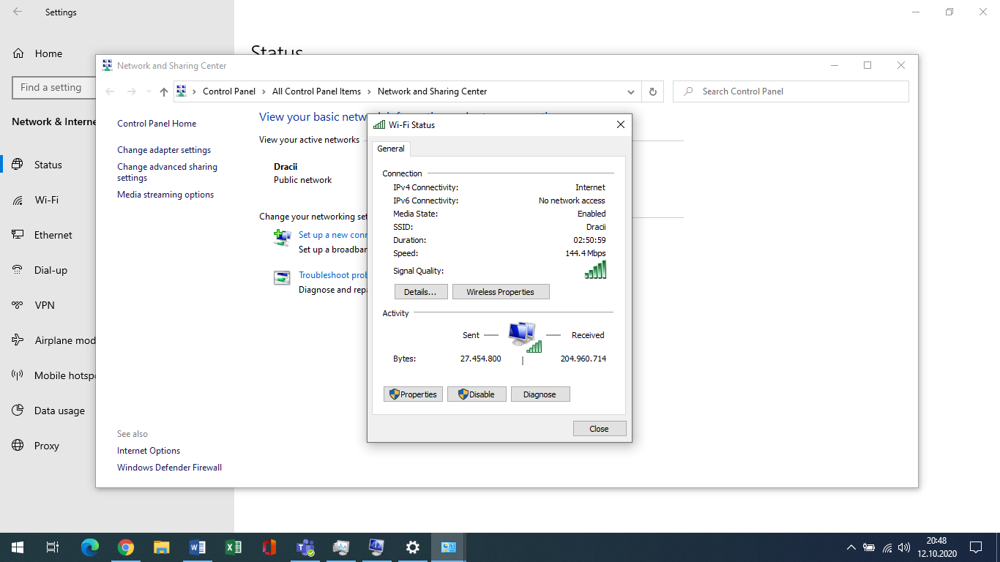 Settings
Home
Find a setting
Network & Interne
Status
Wi-Fi
Ethernet
Dial-up
VPN
Airplane mod
Mobile hotspo
Data usage
Proxy
Status
Network and Sharing Center
Control Panel > All Control Panel Items > Network and Sharing Center
Search Control Panel
Control Panel Home
Change adapter settings
Change advanced sharing
settings
Media streaming options
See also
Internet Options
Windows Defender Firewall
View your basic netw
View your active networks
Dracii
Public network
Change your networking set
Set up a new conn
Set up a broadban
Troubleshoot prob
Diagnose and repa
Wi-Fi Status
General
Connection
IPv4 Connectivity: Internet
IPv6 Connectivity: No network access
Media State: Enabled
SSID: Dracii
Duration: 02:50:59
Speed: 144.4 Mbps
Signal Quality:
Details...
Wireless Properties
Activity
Sent — — Received
Bytes: 27.454.800 | 204.960.714
Properties
Disable
Diagnose
Close
20:48
12.10.2020